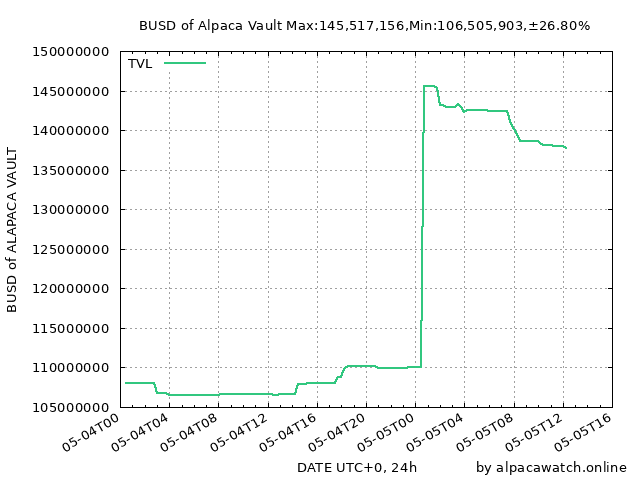 BUSD of Alpaca Vault Max:145,517,156,Min:106,505,903,±26.80%
TVL
150000000
145000000
140000000
135000000
130000000
125000000
120000000
115000000
110000000
105000000
BUSD of ALAPACA VAULT
05-04T00
05-04T04
05-04T08
05-04T12
05-04T16
05-04T20
05-05T00
05-05T04
05-05T08
05-05T12
05-05T16
DATE UTC+0, 24h
by alpacawatch.online